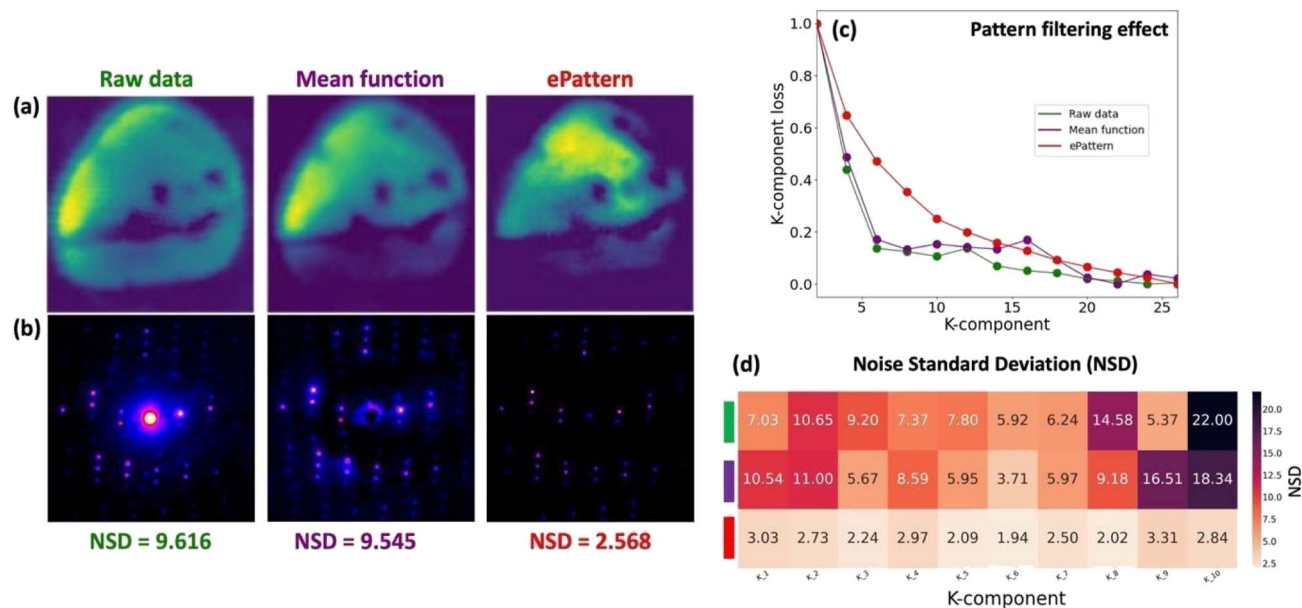 Raw data
Mean function
ePattern
(a)
(b)
NSD = 9.616
NSD = 9.545
NSD = 2.568
(c)
Pattern filtering effect
Raw data
Mean function
ePattern
K-component loss
1.0
0.8
0.6
0.4
0.2
0.0
5
10
15
20
25
K-component
(d)
Noise Standard Deviation (NSD)
7.03 10.65 9.20 7.37 7.80 5.92 6.24 14.58 5.37 22.00
10.54 11.00 5.67 8.59 5.95 3.71 5.97 9.18 16.51 18.34
3.03 2.73 2.24 2.97 2.09 1.94 2.50 2.02 3.31 2.84
K_1 K_2 K_3 K_4 K_5 K_6 K_7 K_8 K_9 K_10
K-component
20.0
17.5
15.0
12.5
10.0
7.5
5.0
2.5
NSD